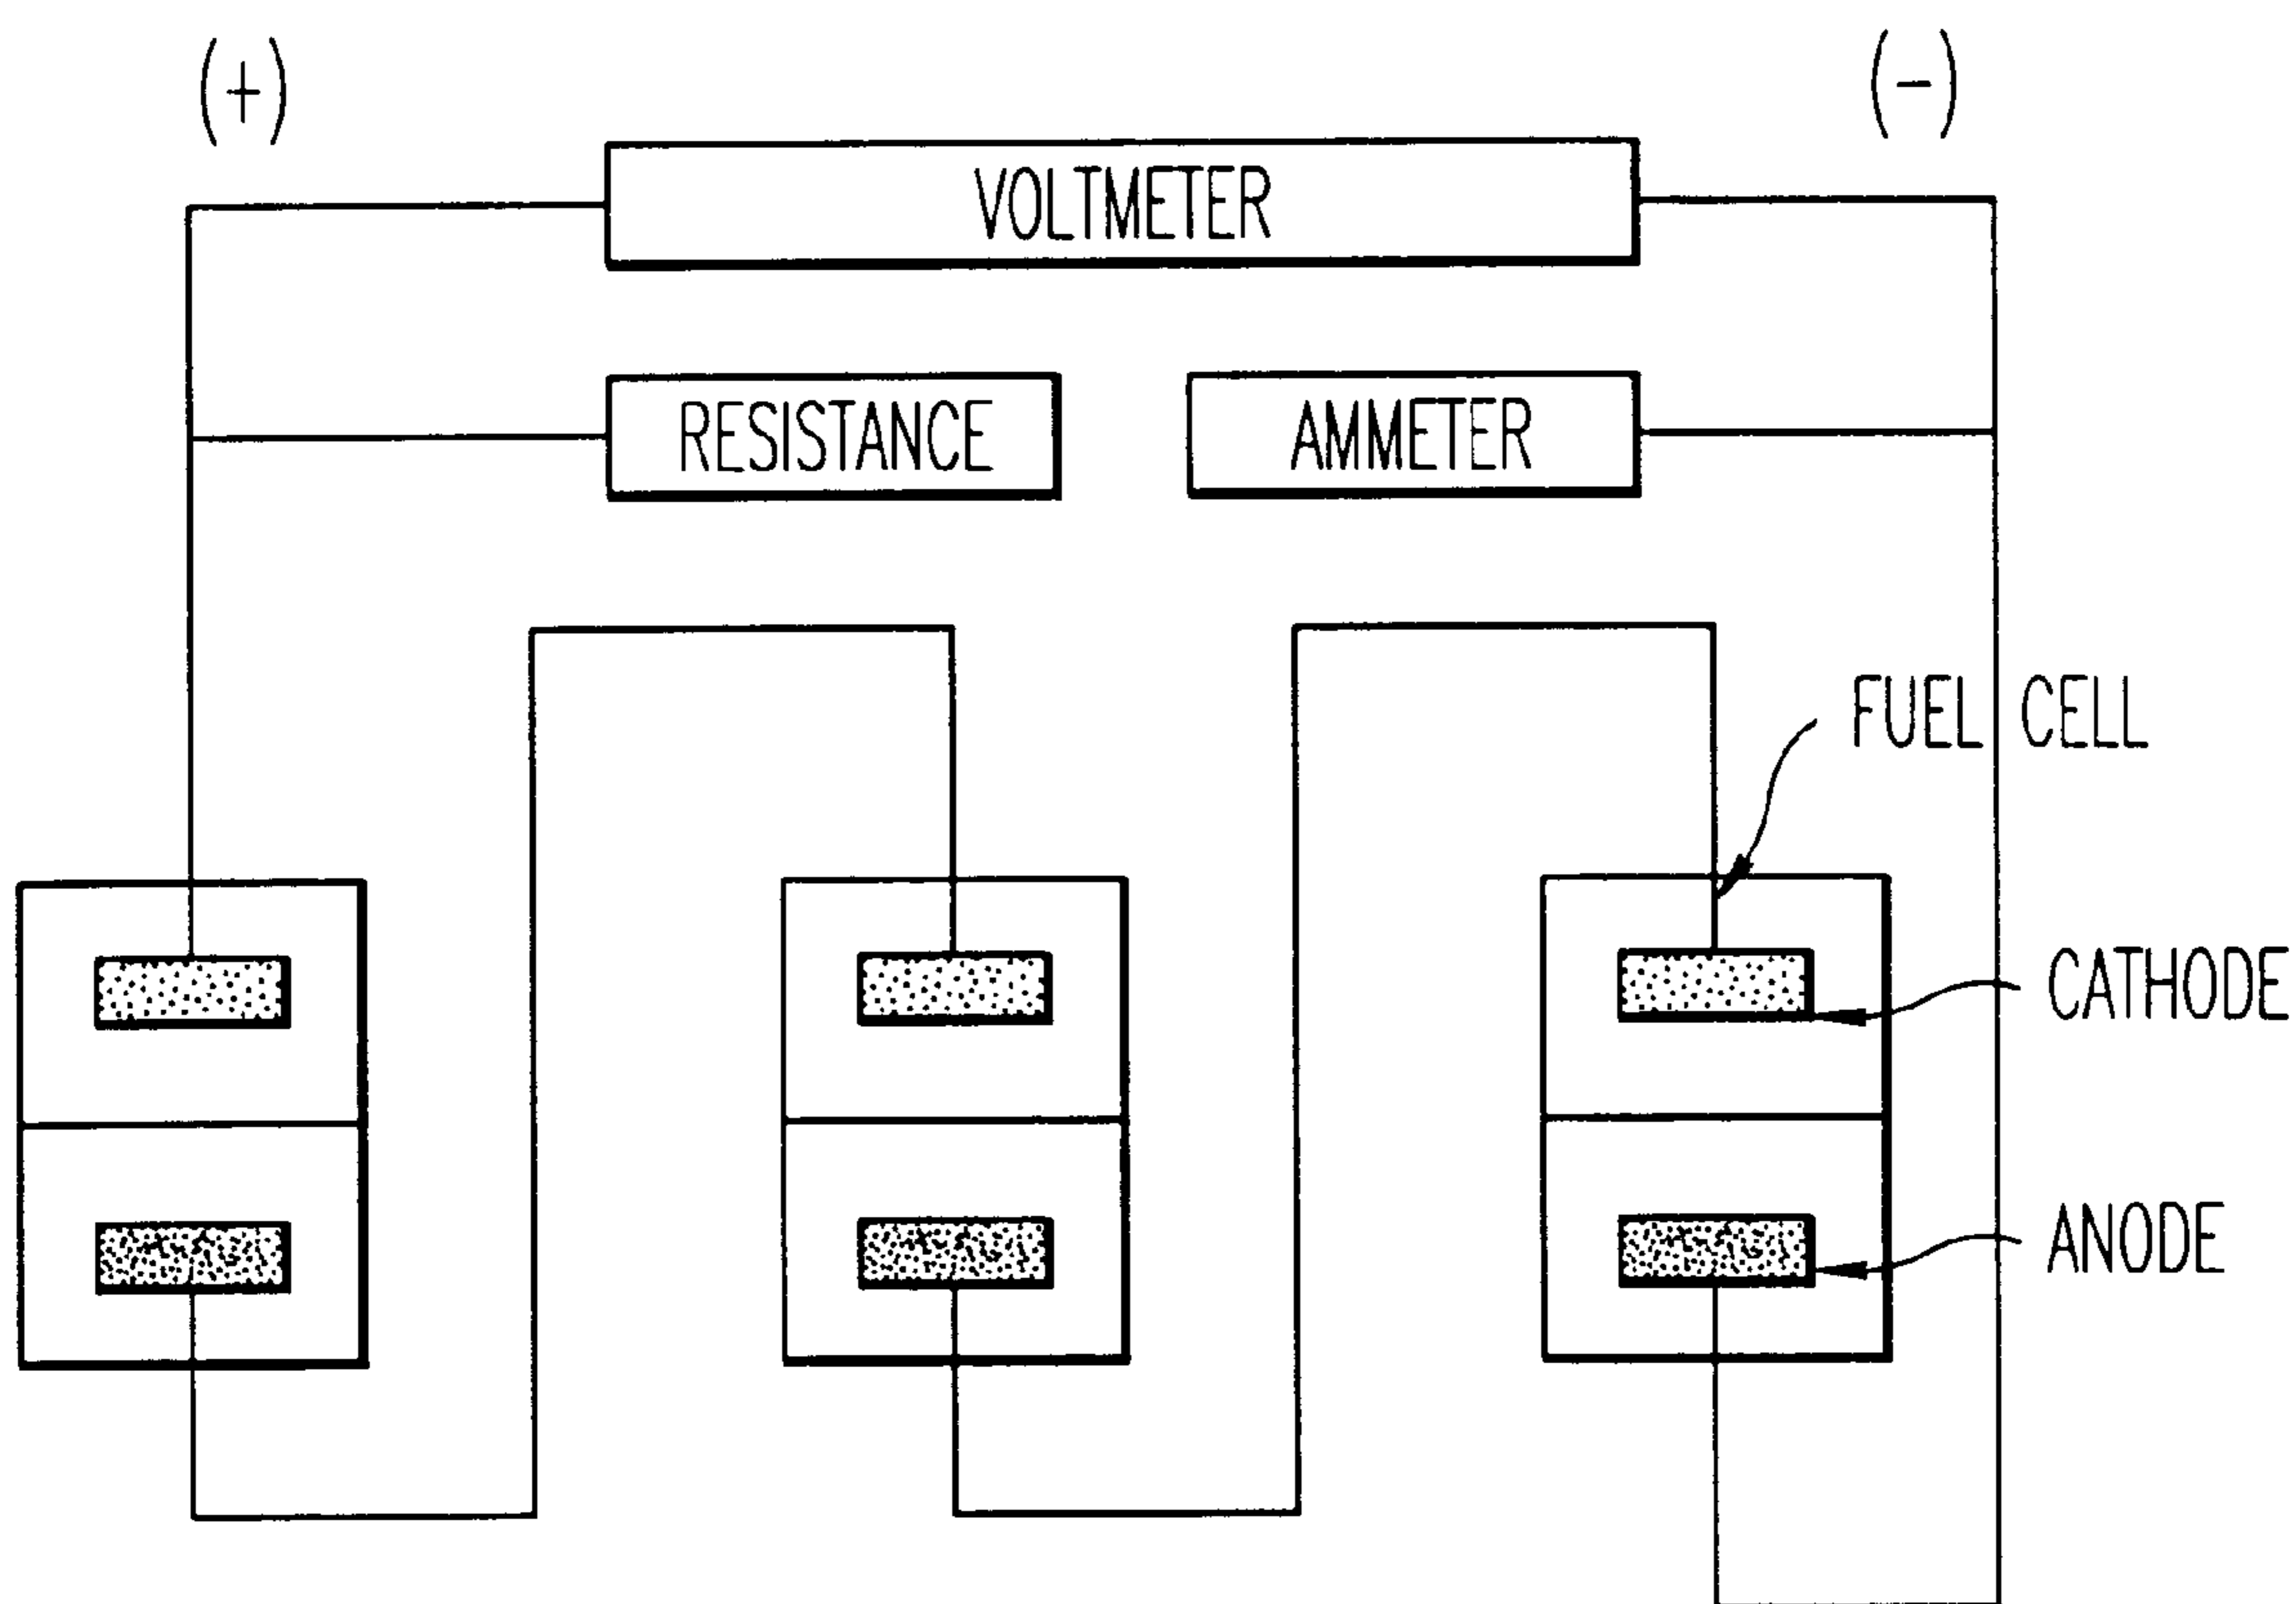 (+)
(-)
VOLTMETER
RESISTANCE
AMMETER
FUEL CELL
CATHODE
ANODE